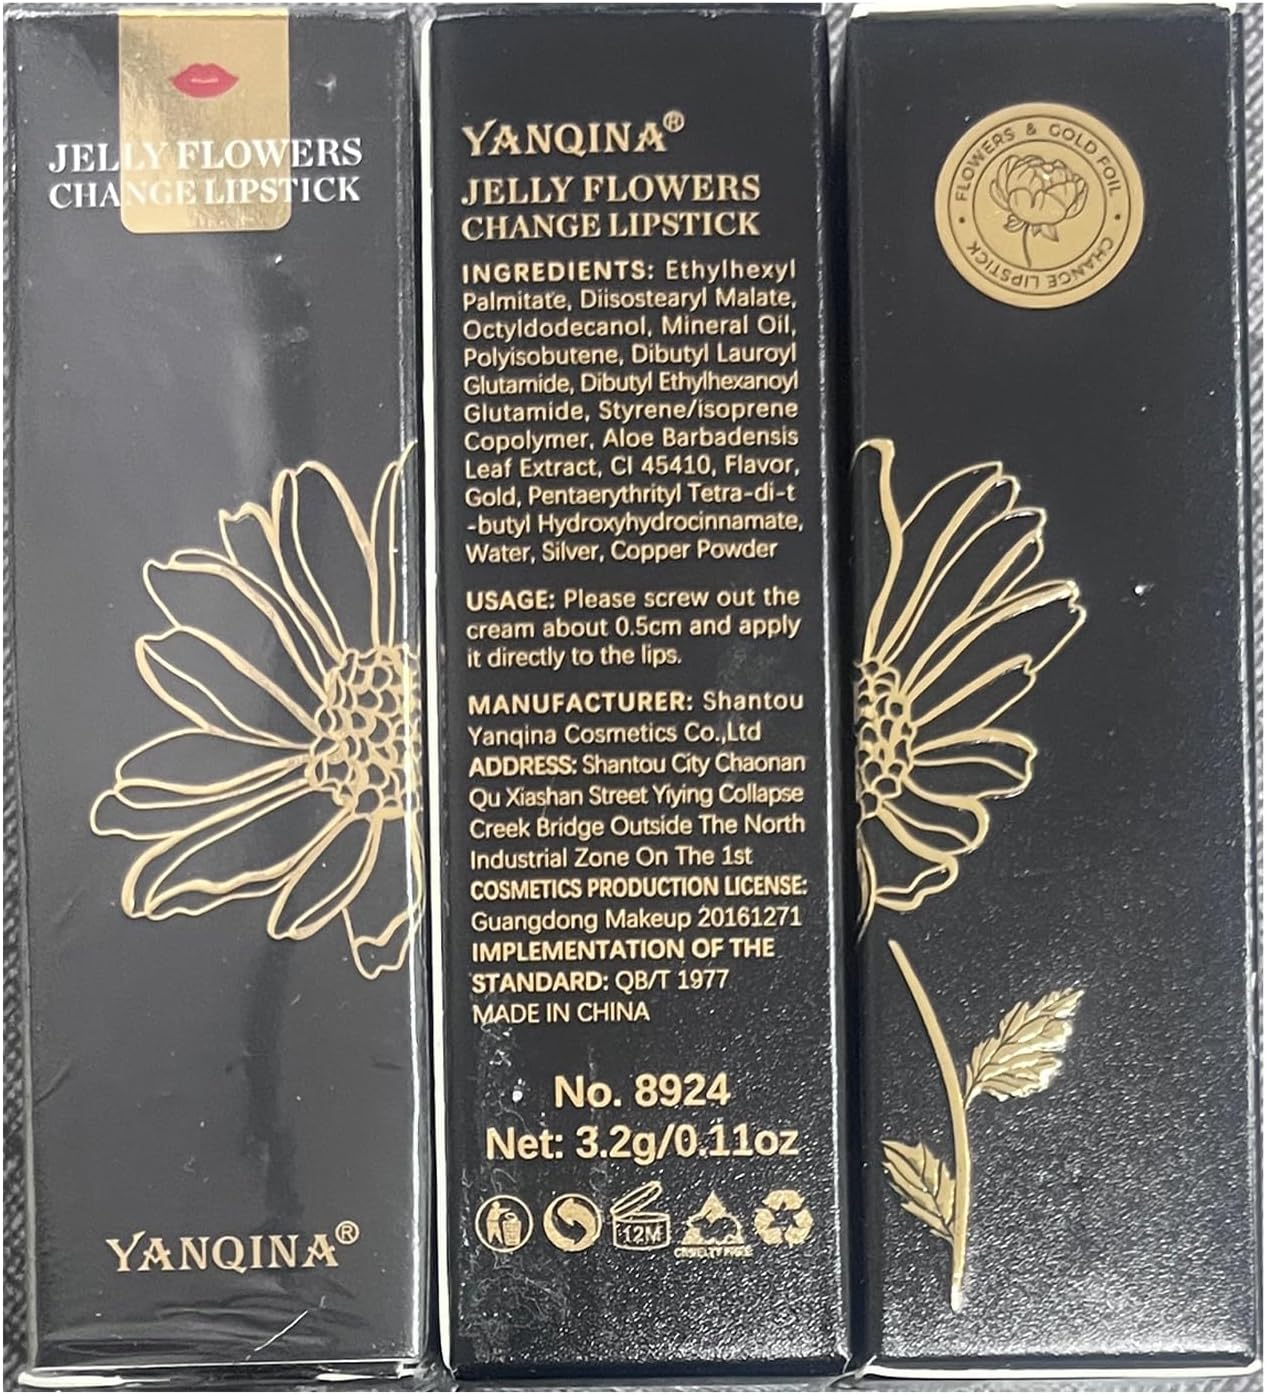 JELLY FLOWERS
CHANGE LIPSTICK
YANQINA®
YANQINA®
JELLY FLOWERS
CHANGE LIPSTICK
INGREDIENTS: Ethylhexyl
Palmitate, Diisostearyl Malate,
Octyldodecanol, Mineral Oil,
Polyisobutene, Dibutyl Lauroyl
Glutamide, Dibutyl Ethylhexanoyl
Glutamide, Styrene/isoprene
Copolymer, Aloe Barbadensis
Leaf Extract, CI 45410, Flavor,
Gold, Pentaerythrityl Tetra-di-t
-butyl Hydroxyhydrocinnamate,
Water, Silver, Copper Powder
USAGE: Please screw out the
cream about 0.5cm and apply
it directly to the lips.
MANUFACTURER: Shantou
Yanqina Cosmetics Co.,Ltd
ADDRESS: Shantou City Chaonan
Qu Xiashan Street Yiying Collapse
Creek Bridge Outside The North
Industrial Zone On The 1st
COSMETICS PRODUCTION LICENSE:
Guangdong Makeup 20161271
IMPLEMENTATION OF THE
STANDARD: QB/T 1977
MADE IN CHINA
No. 8924
Net: 3.2g/0.11oz
12M
CRUELTY FREE
FLOWERS & GOLD FOIL
CHANGE LIPSTICK